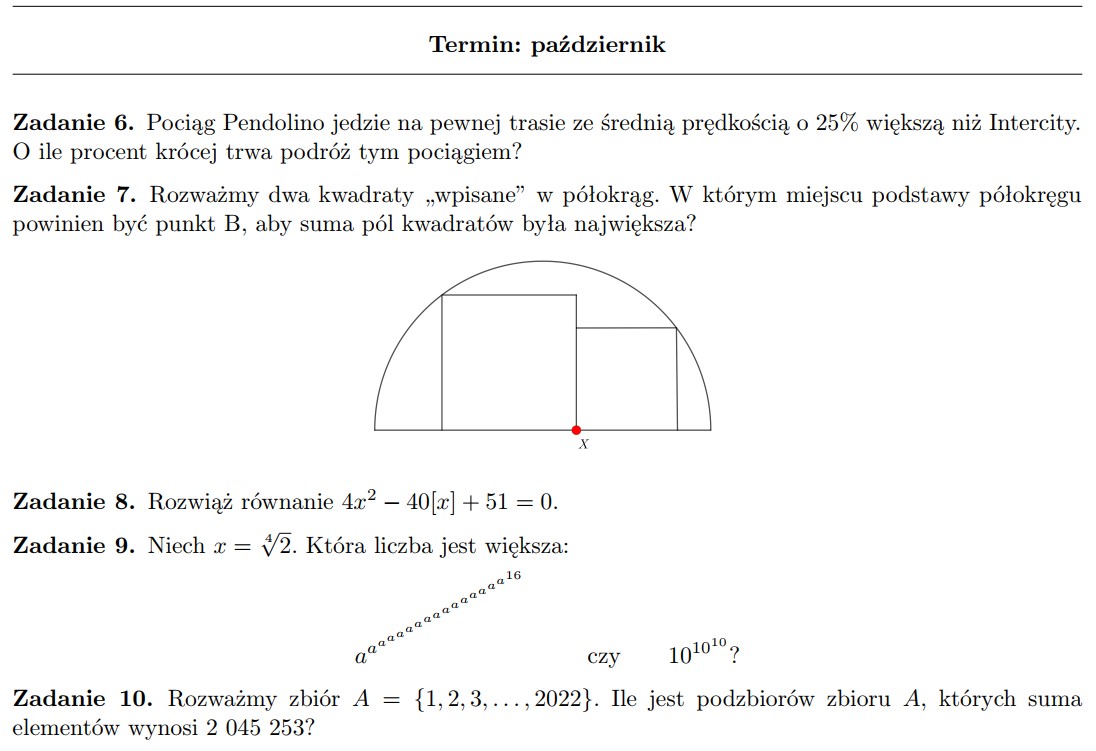 Termin: październik
Zadanie 6. Pociąg Pendolino jedzie na pewnej trasie ze średnią prędkością o 25% większą niż Intercity.
O ile procent krócej trwa podróż tym pociągiem?
Zadanie 7. Rozważmy dwa kwadraty „wpisane” w półokrąg. W którym miejscu podstawy półokręgu
powinien być punkt B, aby suma pól kwadratów była największa?
X
Zadanie 8. Rozwiąż równanie 4x² − 40[x] + 51 = 0.
Zadanie 9. Niech x = ⁴√2. Która liczba jest większa:
a^a^a^a^a^a^a^a^a^a^a^a^a^a^a^a^16 czy 10^10^10?
Zadanie 10. Rozważmy zbiór A = {1, 2, 3, . . . , 2022}. Ile jest podzbiorów zbioru A, których suma
elementów wynosi 2 045 253?